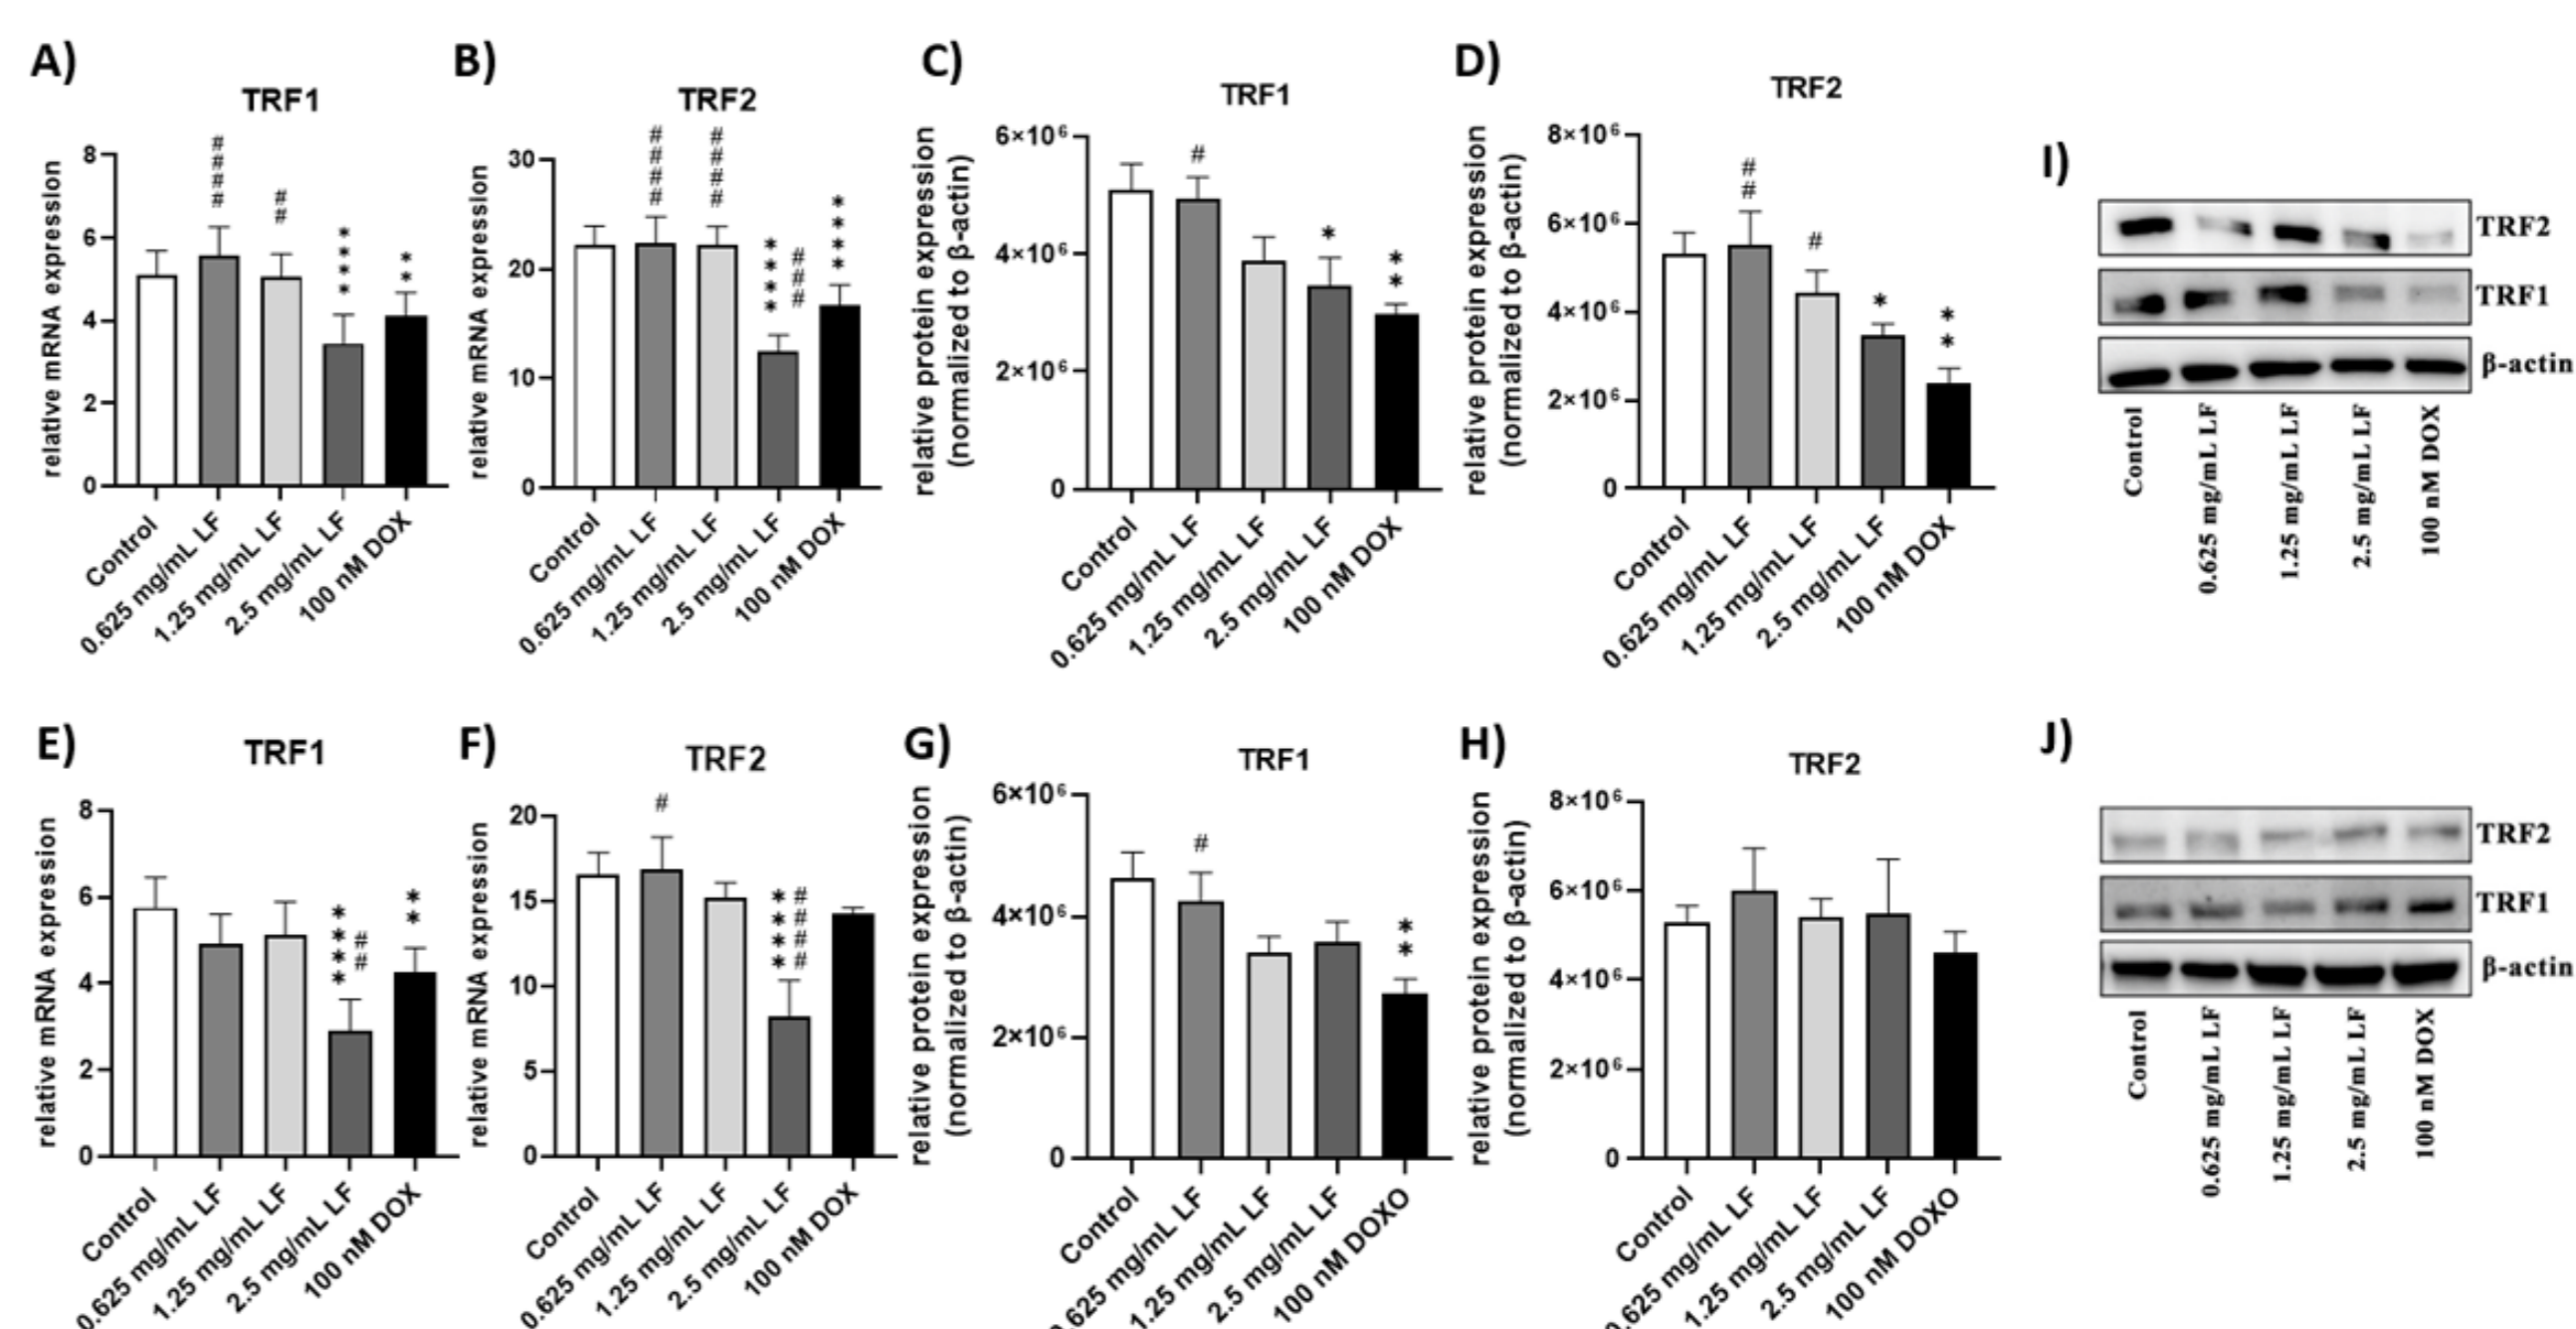 A)
TRF1
relative mRNA expression
8
6
4
2
0
####
##
****
**
Control
0.625 mg/mL LF
1.25 mg/mL LF
2.5 mg/mL LF
100 nM DOX
B)
TRF2
relative mRNA expression
30
20
10
0
####
####
****
###
****
Control
0.625 mg/mL LF
1.25 mg/mL LF
2.5 mg/mL LF
100 nM DOX
C)
TRF1
relative protein expression
(normalized to β-actin)
6×10⁶
4×10⁶
2×10⁶
0
#
*
**
Control
0.625 mg/mL LF
1.25 mg/mL LF
2.5 mg/mL LF
100 nM DOX
D)
TRF2
relative protein expression
(normalized to β-actin)
8×10⁶
6×10⁶
4×10⁶
2×10⁶
0
##
#
*
**
Control
0.625 mg/mL LF
1.25 mg/mL LF
2.5 mg/mL LF
100 nM DOX
I)
TRF2
TRF1
β-actin
Control
0.625 mg/mL LF
1.25 mg/mL LF
2.5 mg/mL LF
100 nM DOX
E)
TRF1
relative mRNA expression
8
6
4
2
0
****
##
**
Control
0.625 mg/mL LF
1.25 mg/mL LF
2.5 mg/mL LF
100 nM DOX
F)
TRF2
relative mRNA expression
20
15
10
5
0
#
****
####
Control
0.625 mg/mL LF
1.25 mg/mL LF
2.5 mg/mL LF
100 nM DOX
G)
TRF1
relative protein expression
(normalized to β-actin)
6×10⁶
4×10⁶
2×10⁶
0
#
**
Control
0.625 mg/mL LF
1.25 mg/mL LF
2.5 mg/mL LF
100 nM DOXO
H)
TRF2
relative protein expression
(normalized to β-actin)
8×10⁶
6×10⁶
4×10⁶
2×10⁶
0
Control
0.625 mg/mL LF
1.25 mg/mL LF
2.5 mg/mL LF
100 nM DOXO
J)
TRF2
TRF1
β-actin
Control
0.625 mg/mL LF
1.25 mg/mL LF
2.5 mg/mL LF
100 nM DOX